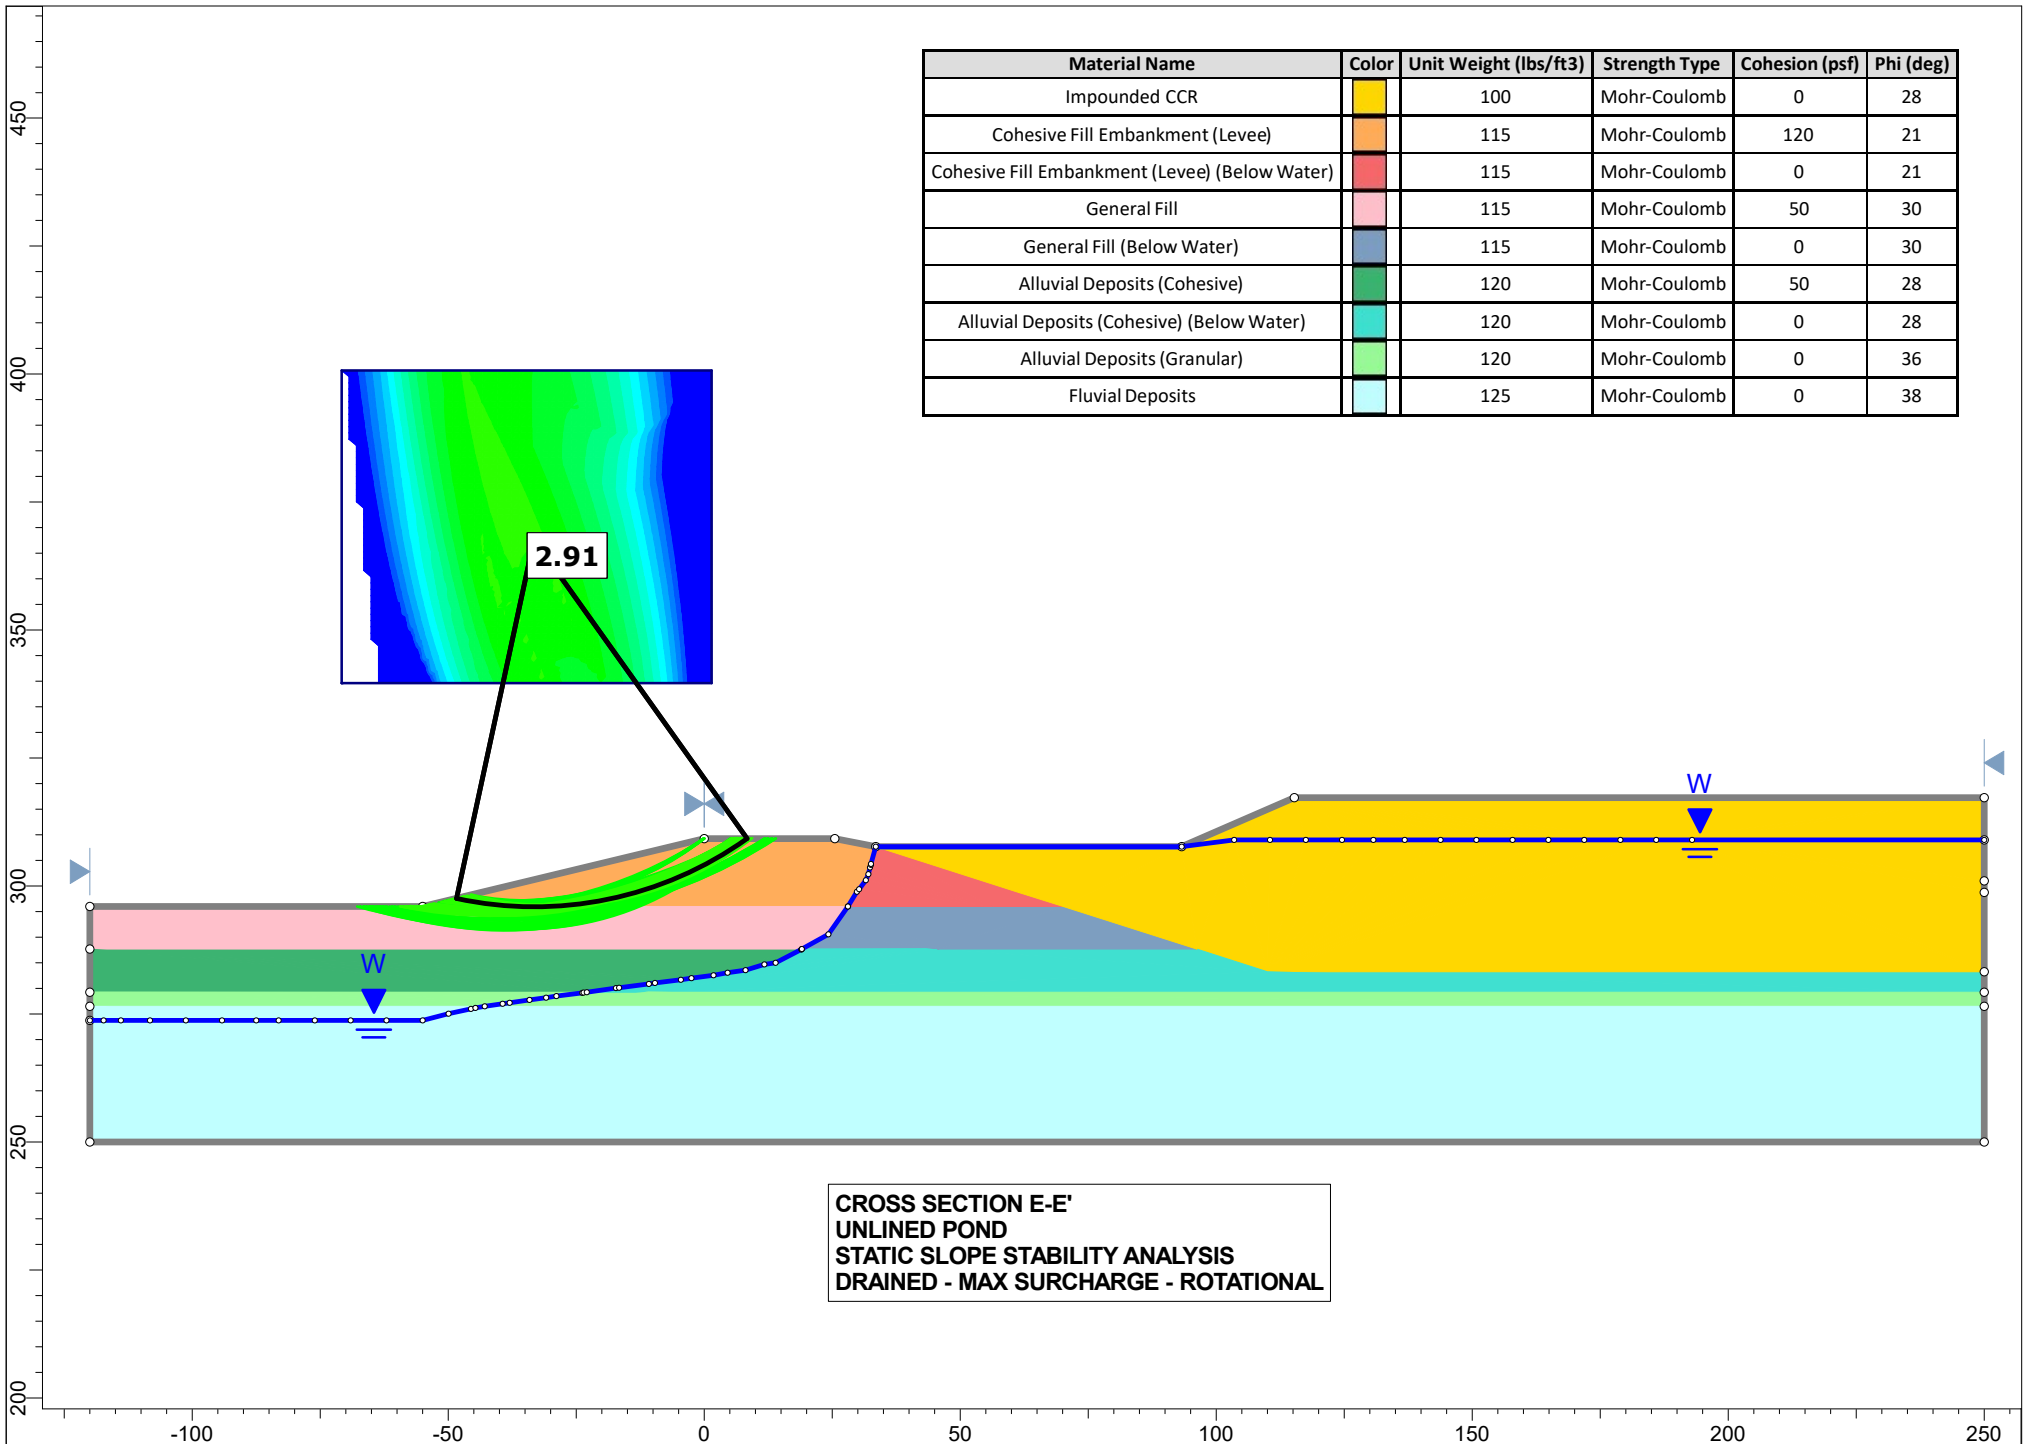 Material Name Color Unit Weight (lbs/ft3) Strength Type Cohesion (psf) Phi (deg)
Impounded CCR 100 Mohr-Coulomb 0 28
Cohesive Fill Embankment (Levee) 115 Mohr-Coulomb 120 21
Cohesive Fill Embankment (Levee) (Below Water) 115 Mohr-Coulomb 0 21
General Fill 115 Mohr-Coulomb 50 30
General Fill (Below Water) 115 Mohr-Coulomb 0 30
Alluvial Deposits (Cohesive) 120 Mohr-Coulomb 50 28
Alluvial Deposits (Cohesive) (Below Water) 120 Mohr-Coulomb 0 28
Alluvial Deposits (Granular) 120 Mohr-Coulomb 0 36
Fluvial Deposits 125 Mohr-Coulomb 0 38
450
400
350
300
250
200
2.91
W
W
CROSS SECTION E-E'
UNLINED POND
STATIC SLOPE STABILITY ANALYSIS
DRAINED - MAX SURCHARGE - ROTATIONAL
-100 -50 0 50 100 150 200 250